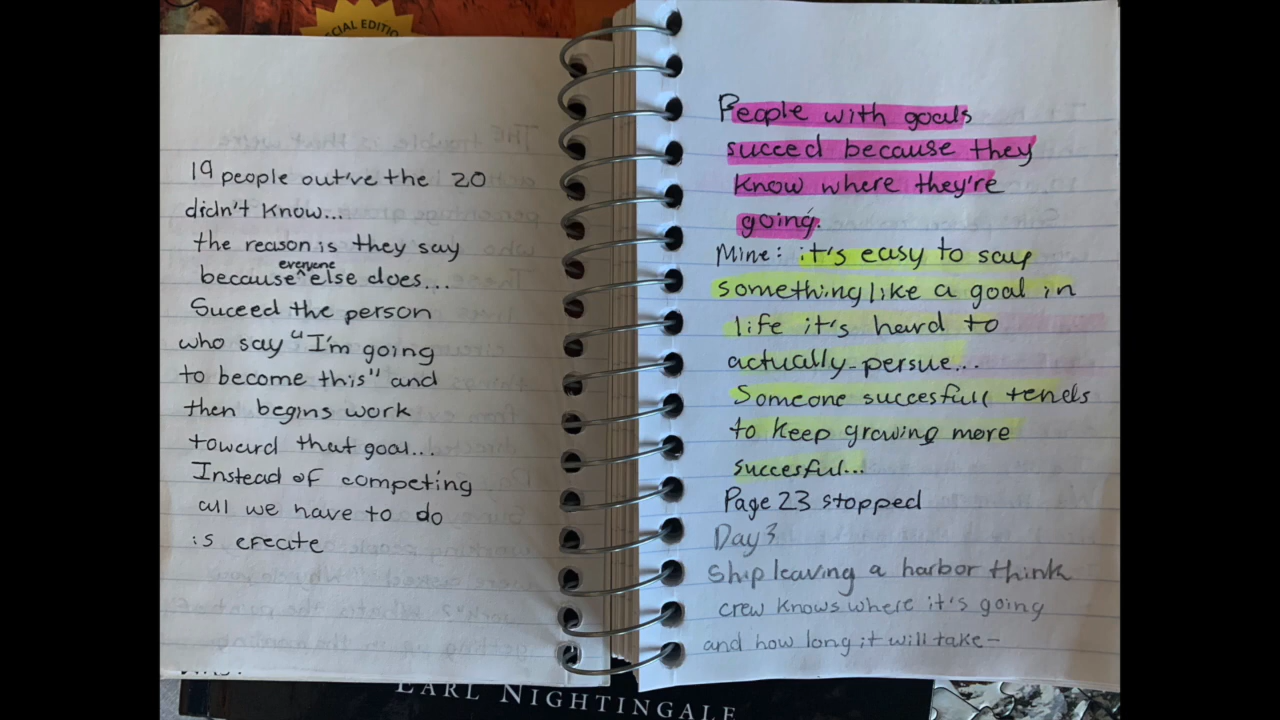 CIAL EDITIO
19 people out've the 20
didn't know...
the reason is they say
because everyone else does...
Suceed the person
who say "I'm going
to become this" and
then begins work
toward that goal...
Instead of competing
all we have to do
is create
People with goals
succed because they
know where they're
going.
Mine: it's easy to say
something like a goal in
life it's hard to
actually persue...
Someone succesfull tends
to keep growing more
succesful...
Page 23 stopped
Day 3
Ship leaving a harbor think
crew knows where it's going
and how long it will take-
EARL NIGHTINGALE